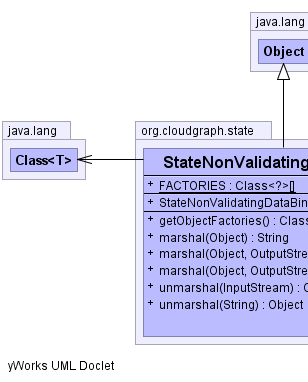 java.lang
Object
java.lang
Class<T>
org.cloudgraph.state
StateNonValidating
+ FACTORIES : Class<?>[]
+ StateNonValidatingDataBin
+ getObjectFactories() : Class
+ marshal(Object) : String
+ marshal(Object, OutputStre
+ marshal(Object, OutputStre
+ unmarshal(InputStream) : O
+ unmarshal(String) : Object
yWorks UML Doclet